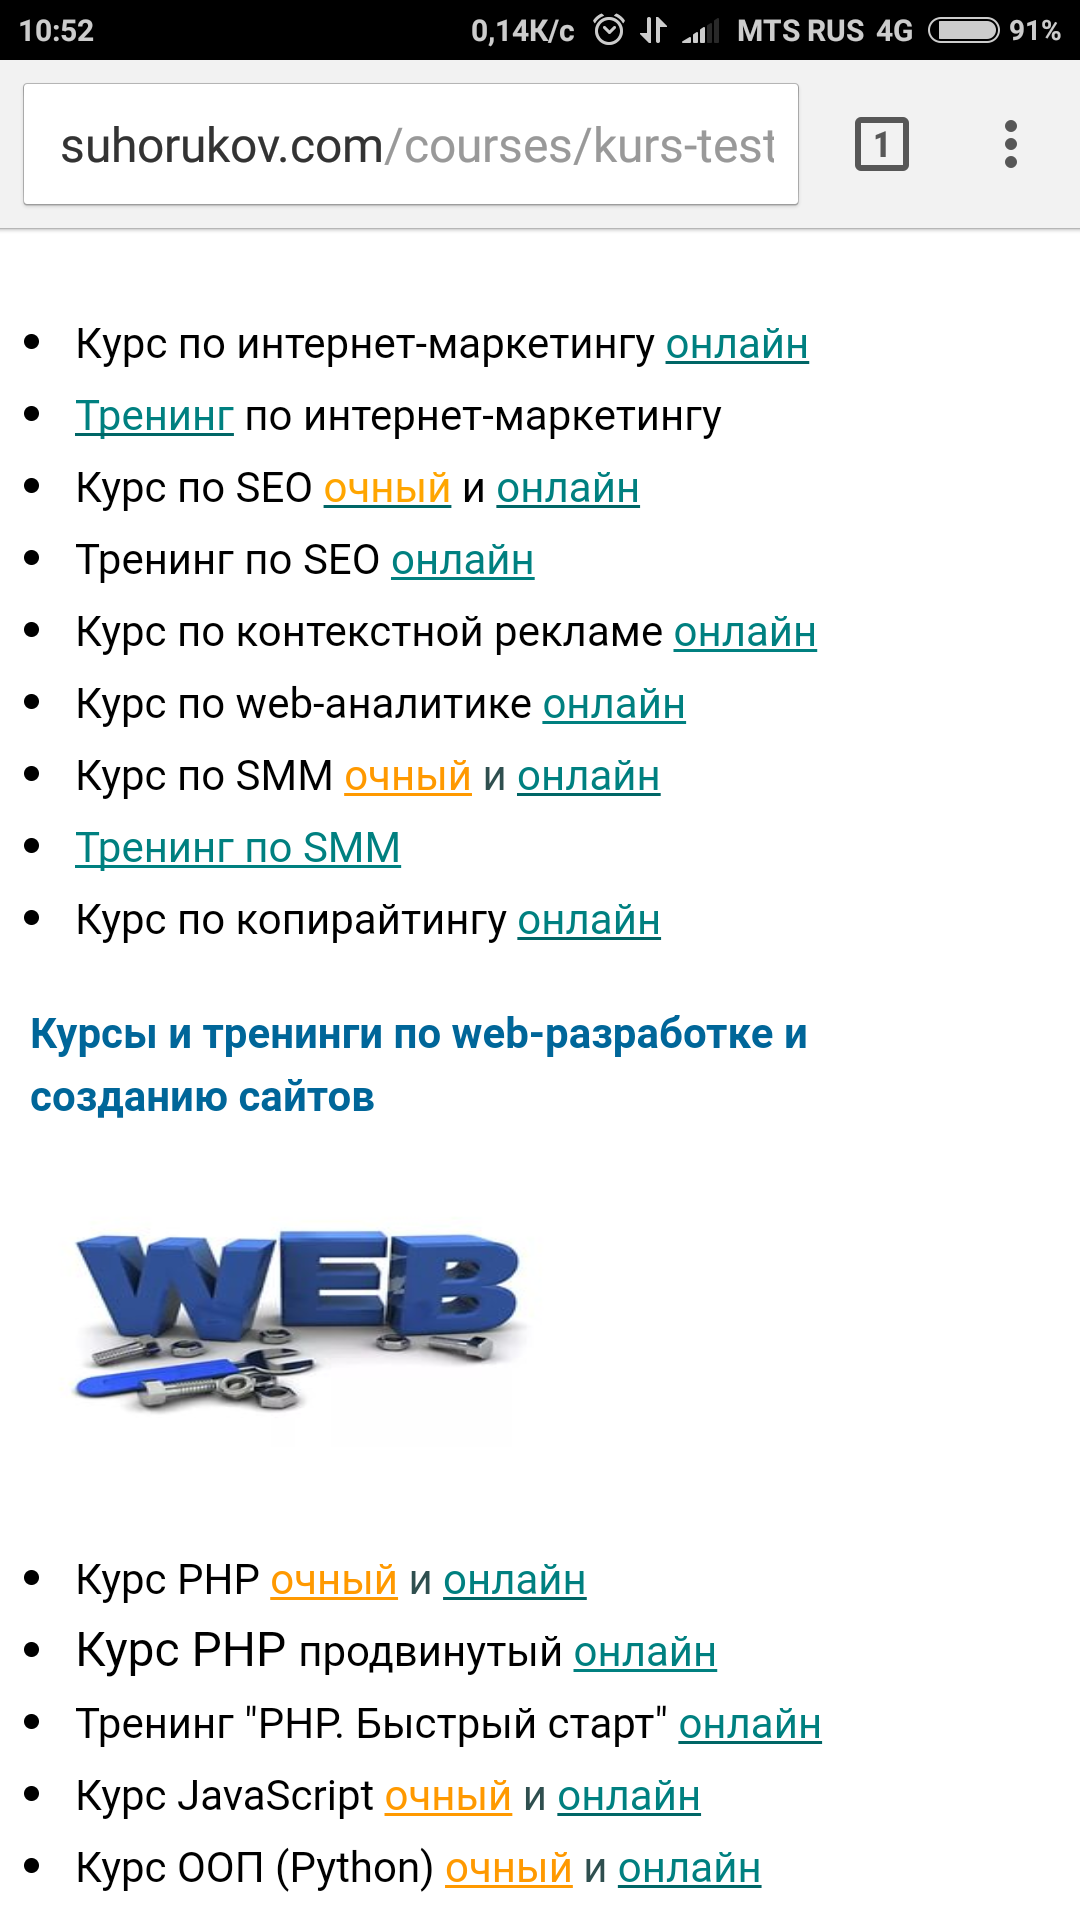 10:52 0,14K/c MTS RUS 4G 91%
suhorukov.com/courses/kurs-test
1
Курс по интернет-маркетингу онлайн
Тренинг по интернет-маркетингу
Курс по SEO очный и онлайн
Тренинг по SEO онлайн
Курс по контекстной рекламе онлайн
Курс по web-аналитике онлайн
Курс по SMM очный и онлайн
Тренинг по SMM
Курс по копирайтингу онлайн
Курсы и тренинги по web-разработке и
созданию сайтов
WEB
Курс PHP очный и онлайн
Курс PHP продвинутый онлайн
Тренинг "PHP. Быстрый старт" онлайн
Курс JavaScript очный и онлайн
Курс ООП (Python) очный и онлайн